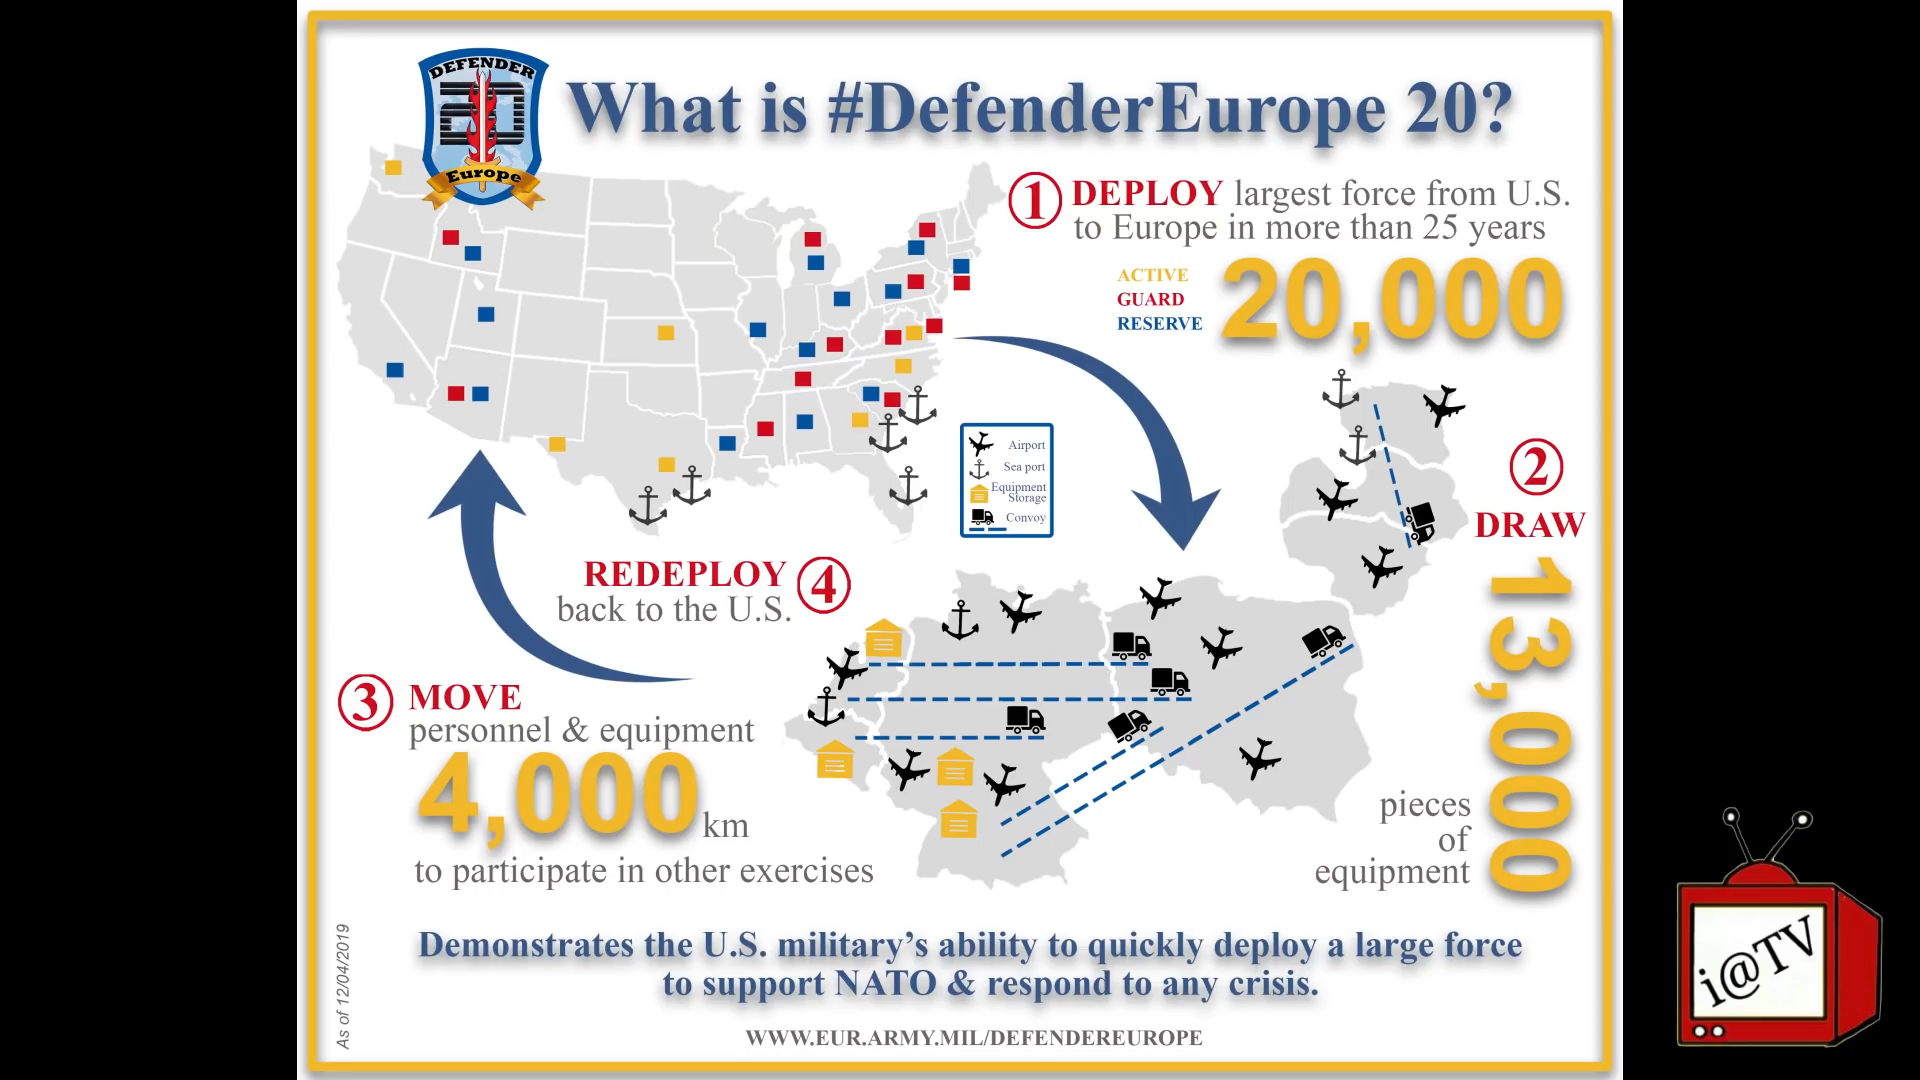 DEFENDER
20
Europe
What is #DefenderEurope 20?
1 DEPLOY largest force from U.S.
to Europe in more than 25 years
ACTIVE
GUARD
RESERVE
20,000
Airport
Sea port
Equipment
Storage
Convoy
2
DRAW
13,000
pieces
of
equipment
REDEPLOY 4
back to the U.S.
3 MOVE
personnel & equipment
4,000 km
to participate in other exercises
Demonstrates the U.S. military's ability to quickly deploy a large force
to support NATO & respond to any crisis.
WWW.EUR.ARMY.MIL/DEFENDEREUROPE
As of 12/04/2019
i@TV